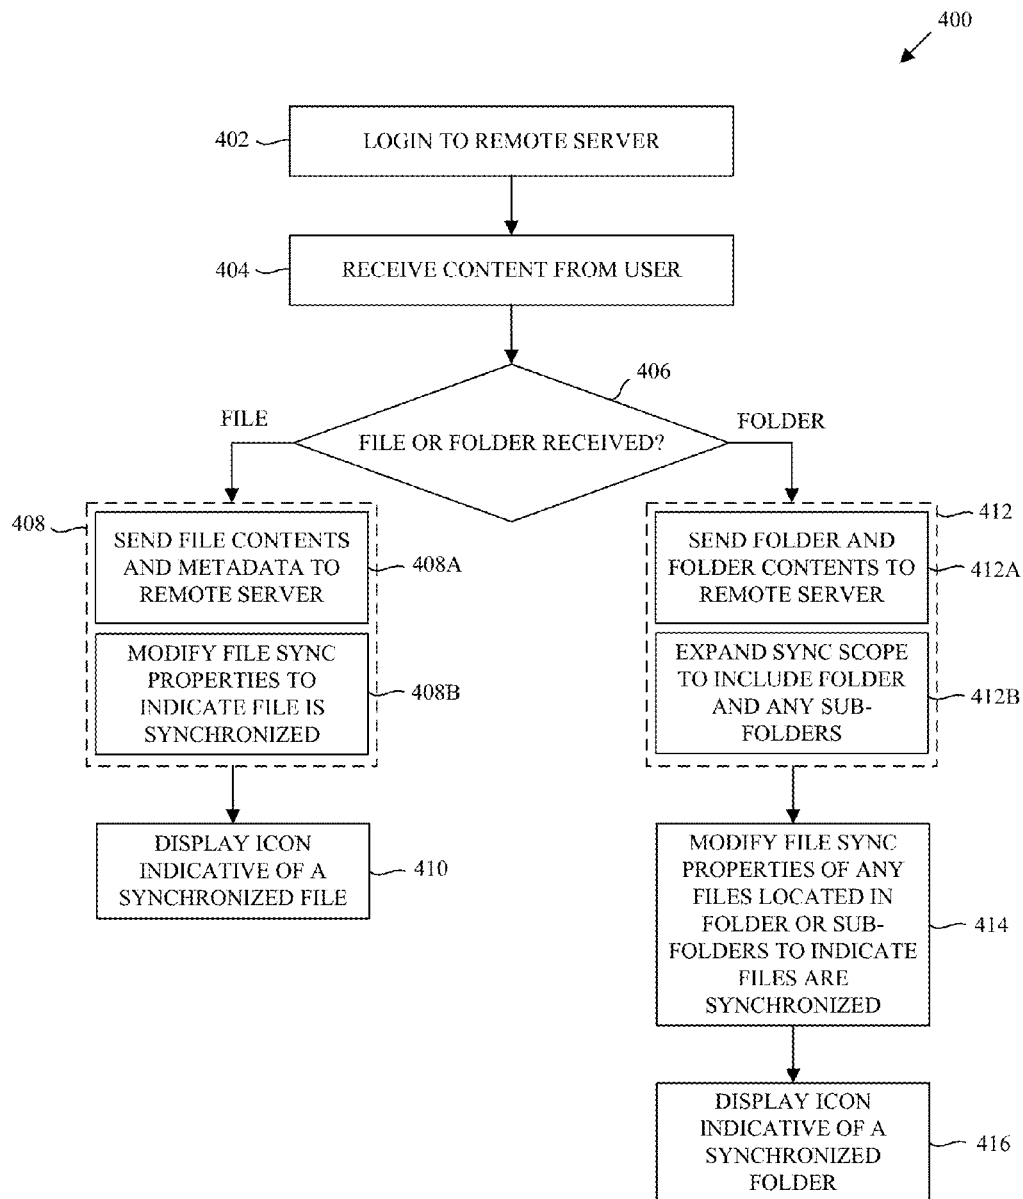 400
402
LOGIN TO REMOTE SERVER
404
RECEIVE CONTENT FROM USER
406
FILE OR FOLDER RECEIVED?
FILE
FOLDER
408
SEND FILE CONTENTS
AND METADATA TO
REMOTE SERVER
408A
MODIFY FILE SYNC
PROPERTIES TO
INDICATE FILE IS
SYNCHRONIZED
408B
DISPLAY ICON
INDICATIVE OF A
SYNCHRONIZED FILE
410
412
SEND FOLDER AND
FOLDER CONTENTS TO
REMOTE SERVER
412A
EXPAND SYNC SCOPE
TO INCLUDE FOLDER
AND ANY SUB-
FOLDERS
412B
MODIFY FILE SYNC
PROPERTIES OF ANY
FILES LOCATED IN
FOLDER OR SUB-
FOLDERS TO INDICATE
FILES ARE
SYNCHRONIZED
414
DISPLAY ICON
INDICATIVE OF A
SYNCHRONIZED
FOLDER
416